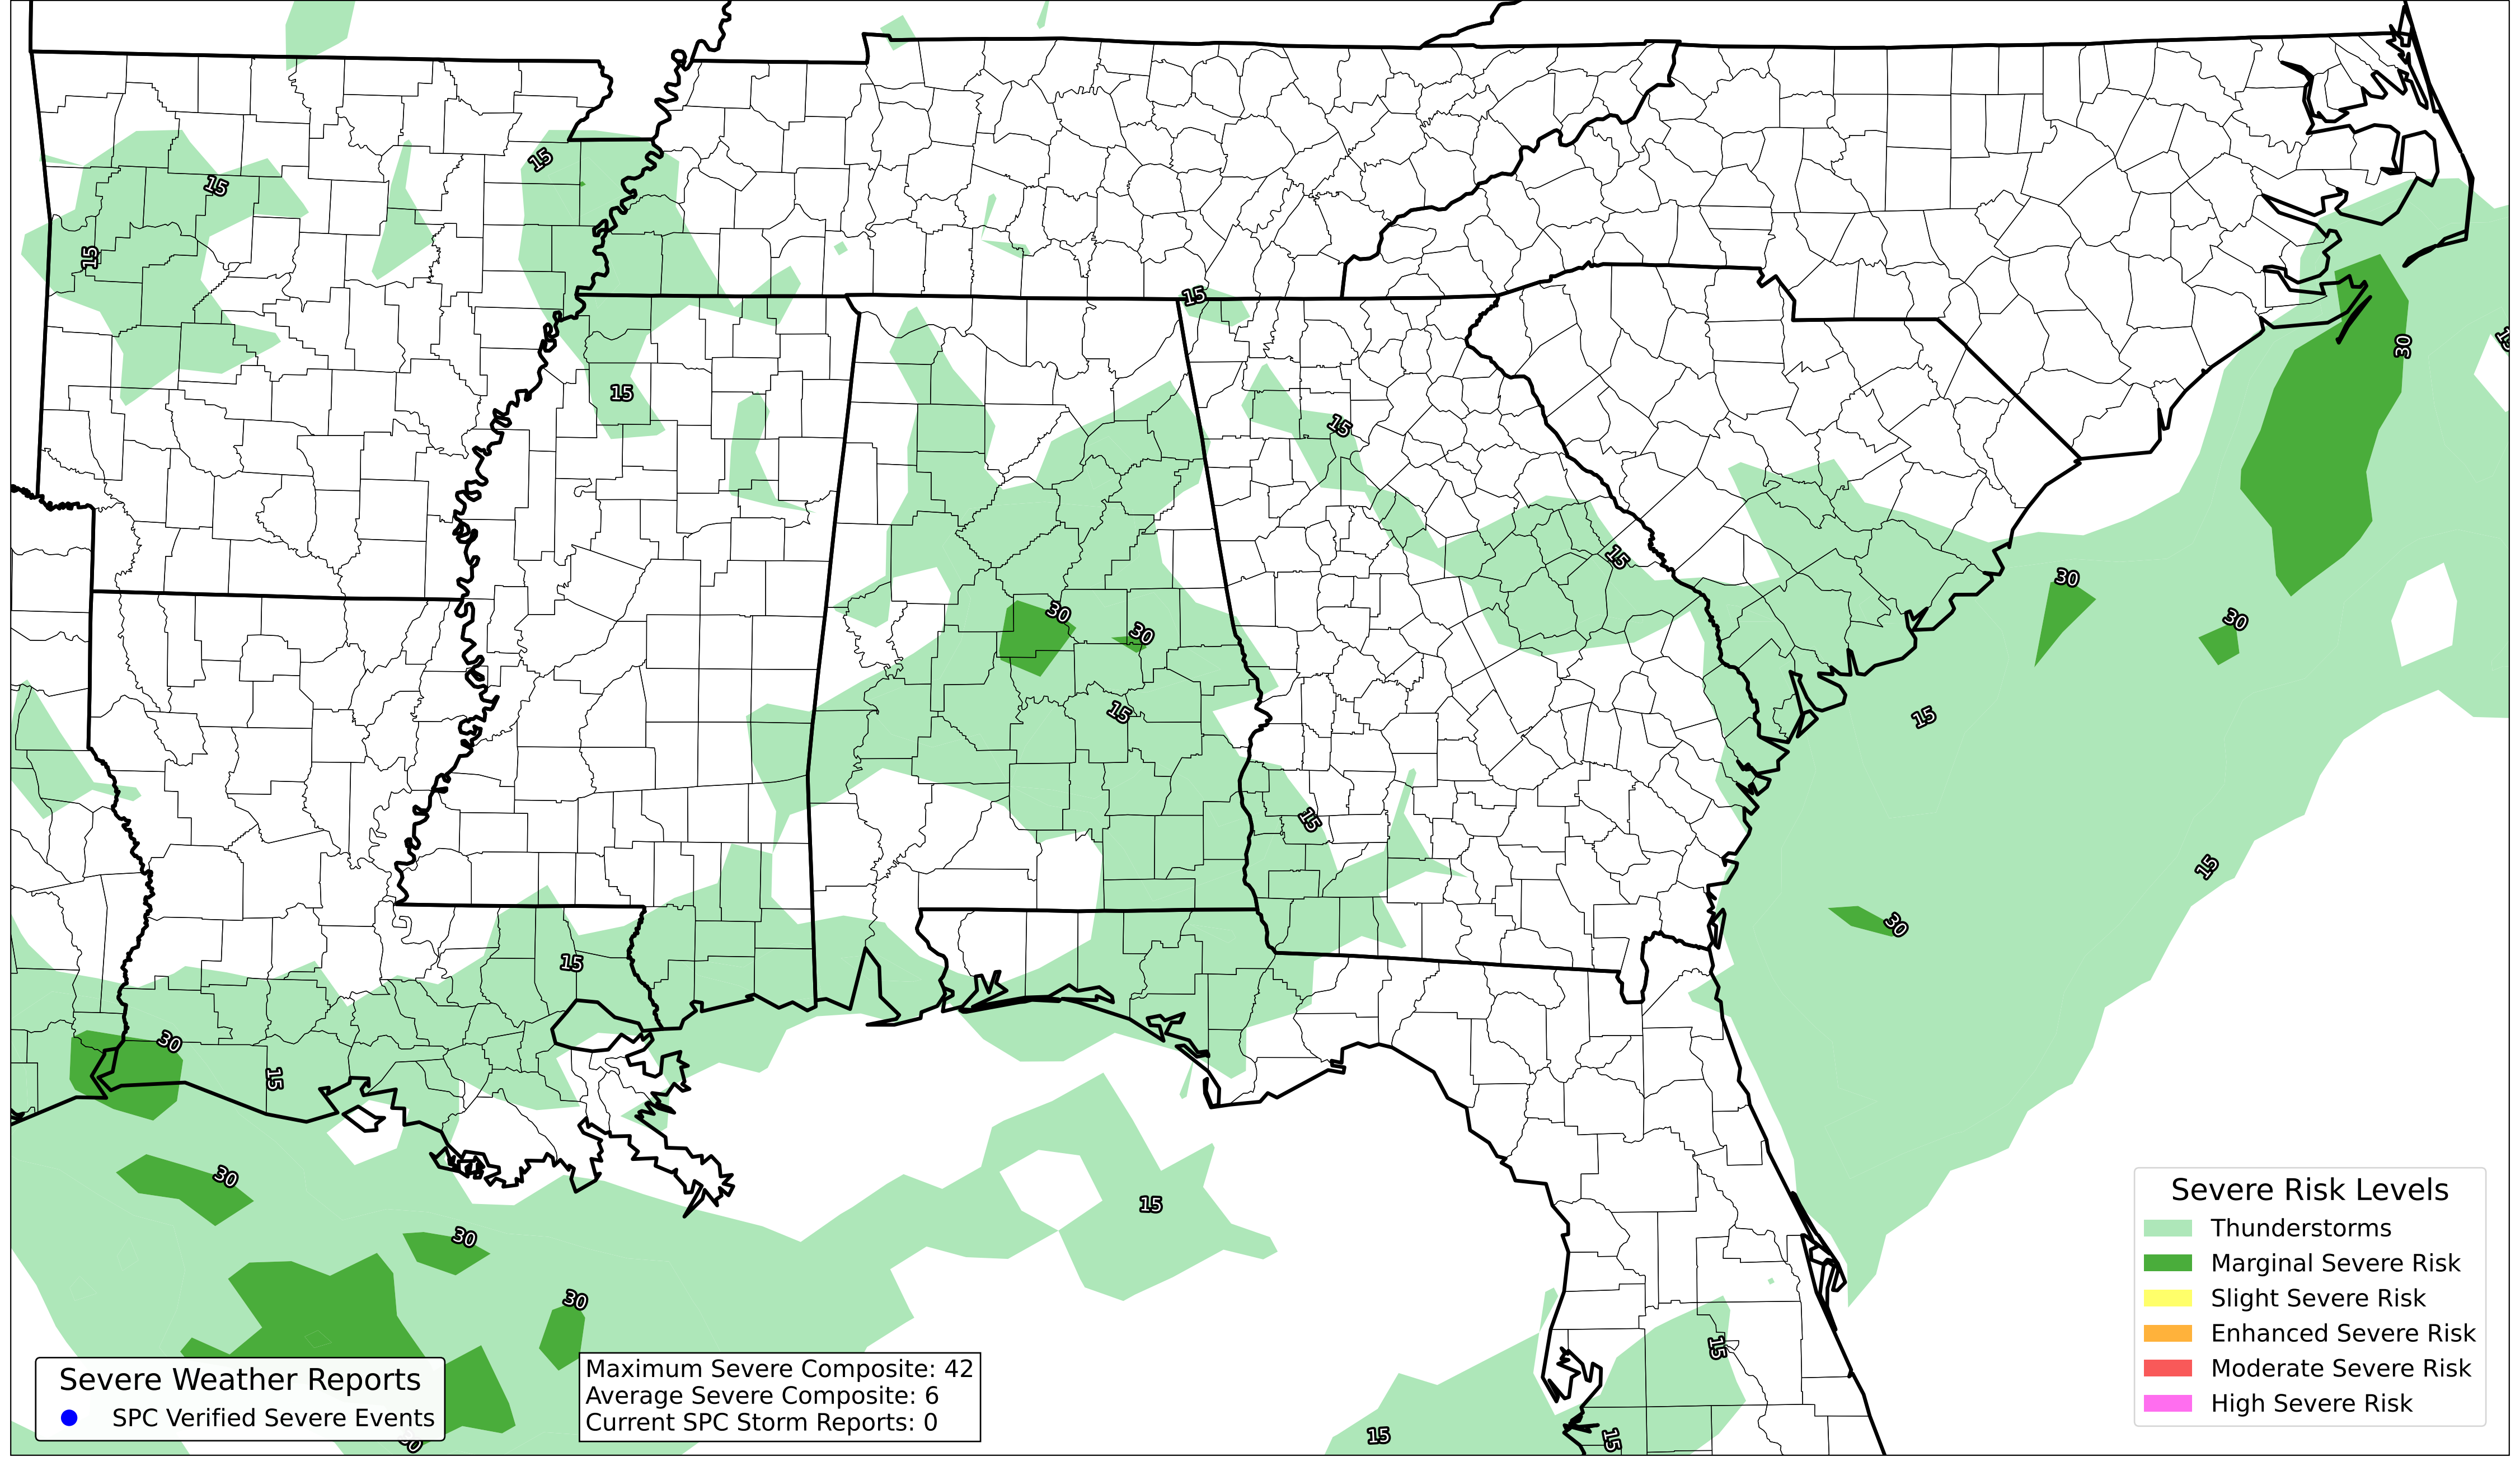 15
15
15
15
15
30
15
30
30
30
15
15
30
30
15
15
15
15
30
15
30
15
15
30
30
15
30
15
15
15
Severe Weather Reports
SPC Verified Severe Events
Maximum Severe Composite: 42
Average Severe Composite: 6
Current SPC Storm Reports: 0
Severe Risk Levels
Thunderstorms
Marginal Severe Risk
Slight Severe Risk
Enhanced Severe Risk
Moderate Severe Risk
High Severe Risk